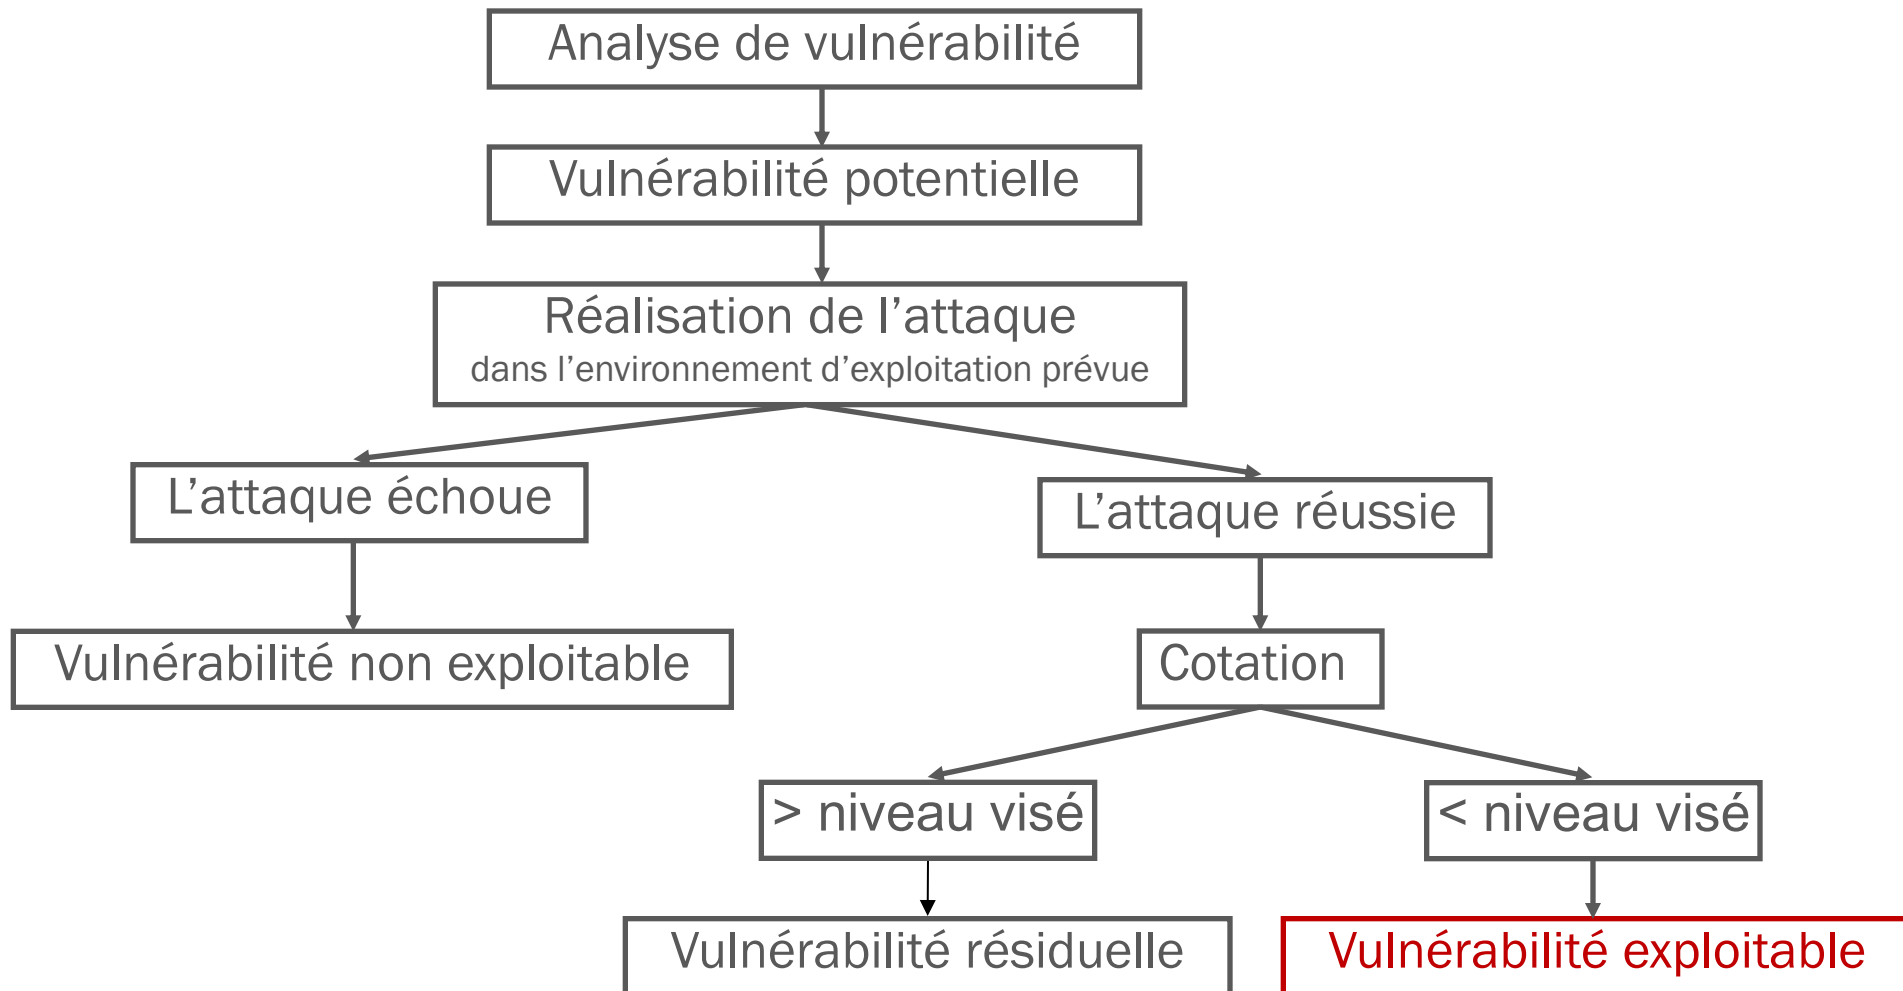 Analyse de vulnérabilité
Vulnérabilité potentielle
Réalisation de l’attaque
dans l’environnement d’exploitation prévue
L’attaque échoue
L’attaque réussie
Vulnérabilité non exploitable
Cotation
> niveau visé
< niveau visé
Vulnérabilité résiduelle
Vulnérabilité exploitable